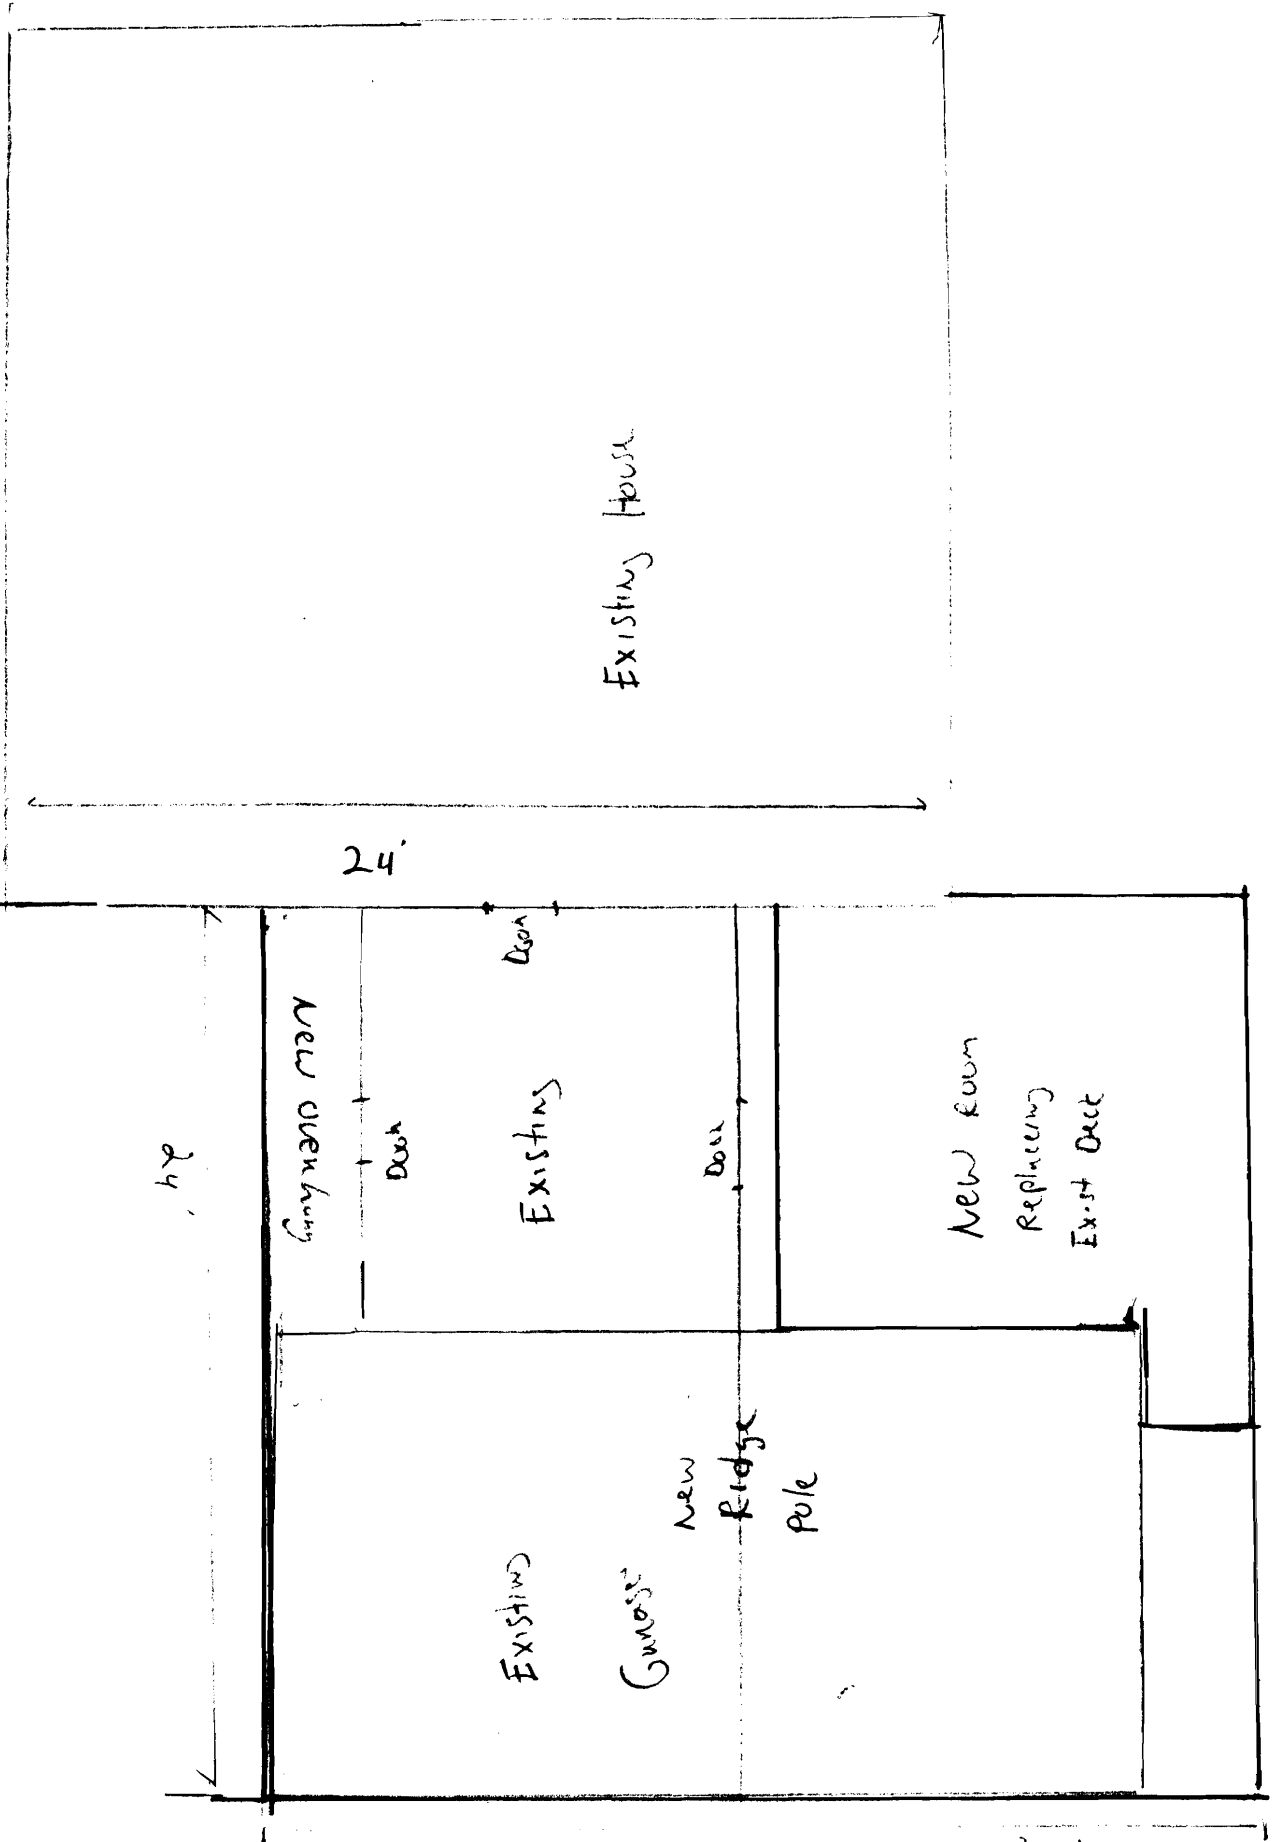 Existing House
24'
Door
New overhang
Door
Existing
Door
New Room
Replacing
Exist Deck
New
Ridge
Pole
Existing
Garage